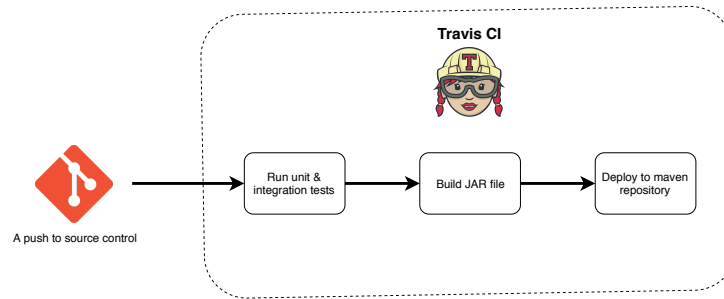 Travis CI
T
Run unit &
integration tests
Build JAR file
Deploy to maven
repository
A push to source control